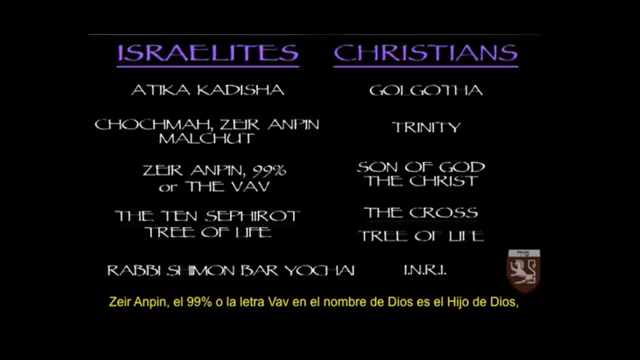 ISRAELITES CHRISTIANS
ATIKA KADISHA GOLGOTHA
CHOCHMAH, ZEIR ANPIN
MALCHUT
TRINITY
ZEIR ANPIN, 99%
or THE VAV
SON OF GOD
THE CHRIST
THE TEN SEPHIROT
TREE OF LIFE
THE CROSS
TREE OF LIFE
RABBI SHIMON BAR YOCHAI I.N.R.I.
Zeir Anpin, el 99% o la letra Vav en el nombre de Dios es el Hijo de Dios,